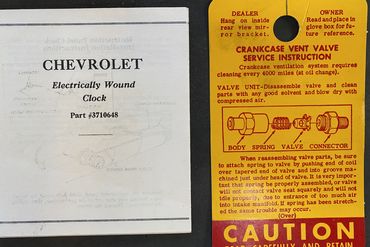 CHEVROLET
Electrically Wound
Clock
Part #3710648
DEALER
Hang on inside
rear view mir-
ror bracket.
OWNER
Read and place in
glove box for fu-
ture reference.
CRANKCASE VENT VALVE
SERVICE INSTRUCTION
Crankcase ventilation system requires
cleaning every 4000 miles (at oil change).
VALVE UNIT-Disassemble valve and clean
parts with any good solvent and blow dry with
compressed air.
BODY SPRING VALVE CONNECTOR
When reassembling valve parts, be sure
to attach spring to valve by pushing end of coil
over tapered end of valve and into groove ma-
chined just under head of valve. It is very impor-
tant that spring be properly assembled, or valve
will not contact valve seat squarely and will not
idle properly, due to entrance of too much air
into intake manifold. If spring has been stretch-
ed the same trouble may occur.
(Over)
CAUTION
READ CAREFULLY AND RETAIN